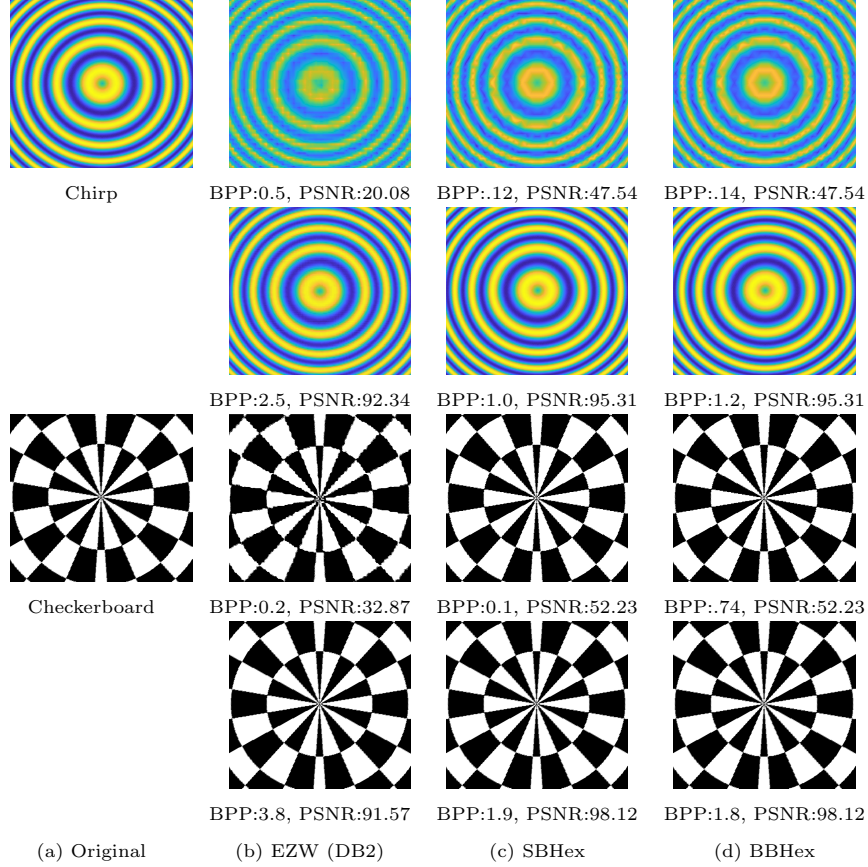 Chirp BPP:0.5, PSNR:20.08 BPP:.12, PSNR:47.54 BPP:.14, PSNR:47.54
BPP:2.5, PSNR:92.34 BPP:1.0, PSNR:95.31 BPP:1.2, PSNR:95.31
Checkerboard BPP:0.2, PSNR:32.87 BPP:0.1, PSNR:52.23 BPP:.74, PSNR:52.23
BPP:3.8, PSNR:91.57 BPP:1.9, PSNR:98.12 BPP:1.8, PSNR:98.12
(a) Original (b) EZW (DB2) (c) SBHex (d) BBHex